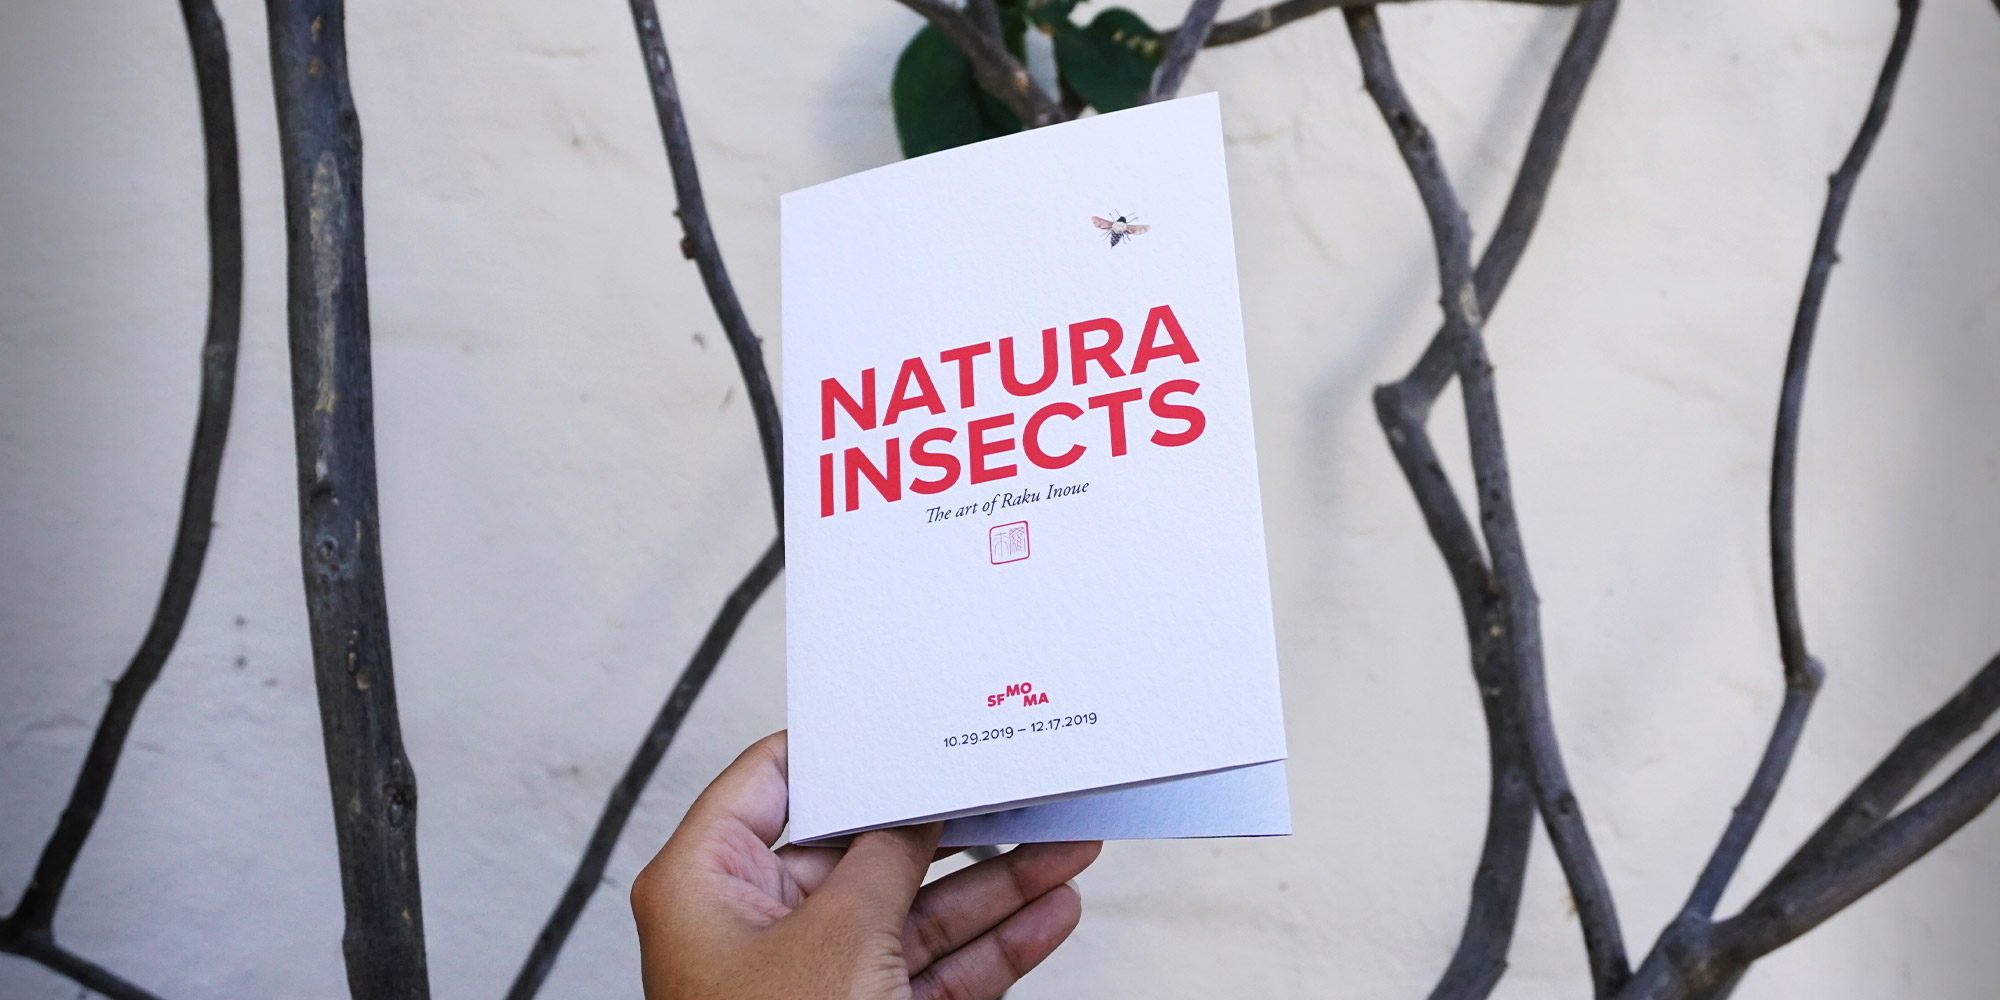 NATURA
INSECTS
The art of Raku Inoue
SFMOMA
10.29.2019 – 12.17.2019